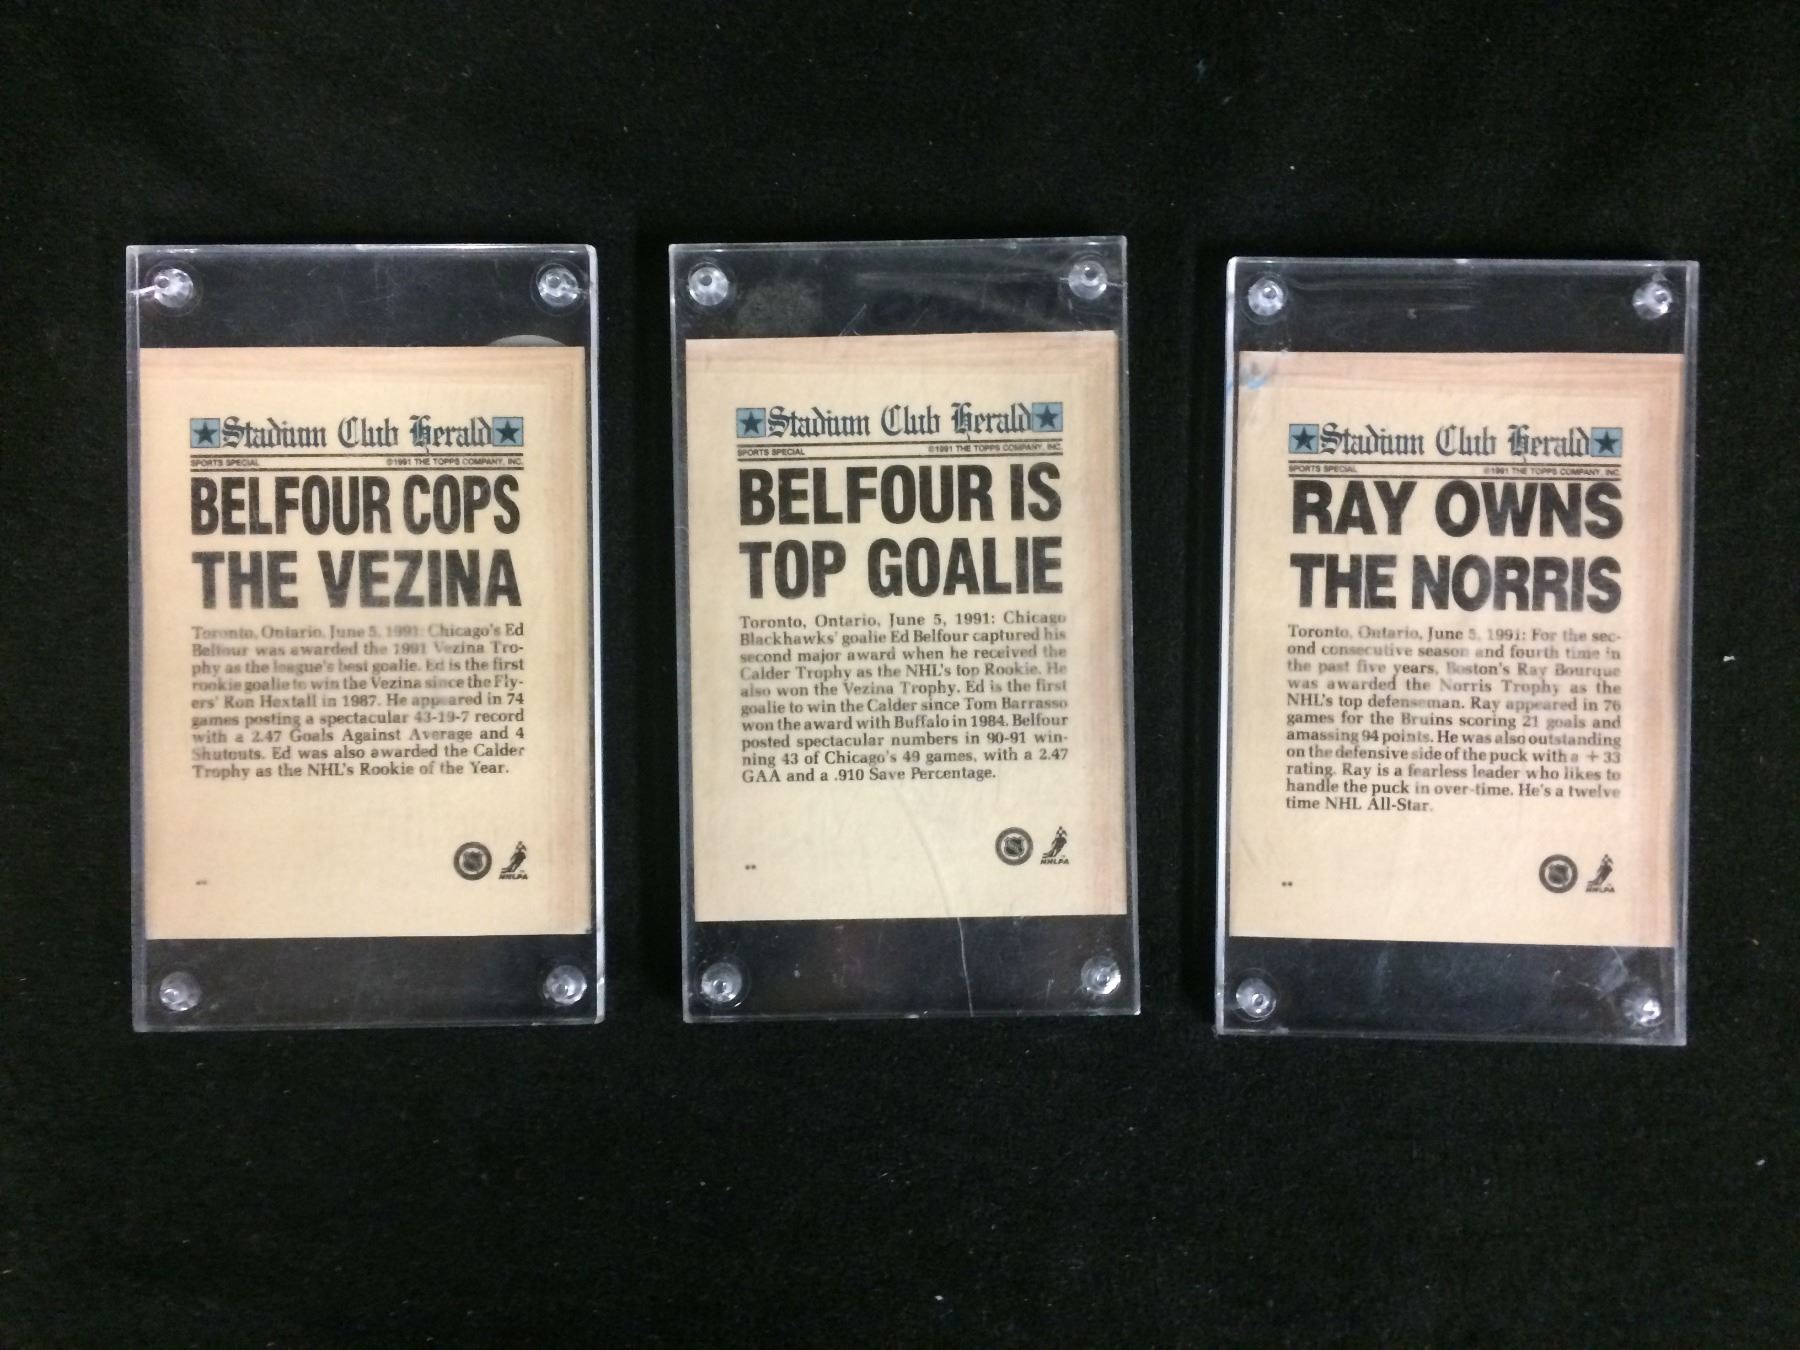 Stadium Club Herald
SPORTS SPECIAL ©1991 THE TOPPS COMPANY, INC.
BELFOUR COPS
THE VEZINA
Toronto, Ontario, June 5, 1991: Chicago's Ed
Belfour was awarded the 1991 Vezina Tro-
phy as the league's best goalie. Ed is the first
rookie goalie to win the Vezina since the Fly-
ers' Ron Hextall in 1987. He appeared in 74
games posting a spectacular 43-19-7 record
with a 2.47 Goals Against Average and 4
Shutouts. Ed was also awarded the Calder
Trophy as the NHL's Rookie of the Year.
NHLPA
**
Stadium Club Herald
SPORTS SPECIAL ©1991 THE TOPPS COMPANY, INC.
BELFOUR IS
TOP GOALIE
Toronto, Ontario, June 5, 1991: Chicago
Blackhawks' goalie Ed Belfour captured his
second major award when he received the
Calder Trophy as the NHL's top Rookie. He
also won the Vezina Trophy. Ed is the first
goalie to win the Calder since Tom Barrasso
won the award with Buffalo in 1984. Belfour
posted spectacular numbers in 90-91 win-
ning 43 of Chicago's 49 games, with a 2.47
GAA and a .910 Save Percentage.
NHLPA
**
Stadium Club Herald
SPORTS SPECIAL ©1991 THE TOPPS COMPANY, INC.
RAY OWNS
THE NORRIS
Toronto, Ontario, June 5, 1991: For the sec-
ond consecutive season and fourth time in
the past five years, Boston's Ray Bourque
was awarded the Norris Trophy as the
NHL's top defenseman. Ray appeared in 76
games for the Bruins scoring 21 goals and
amassing 94 points. He was also outstanding
on the defensive side of the puck with a + 33
rating. Ray is a fearless leader who likes to
handle the puck in over-time. He's a twelve
time NHL All-Star.
NHLPA
**